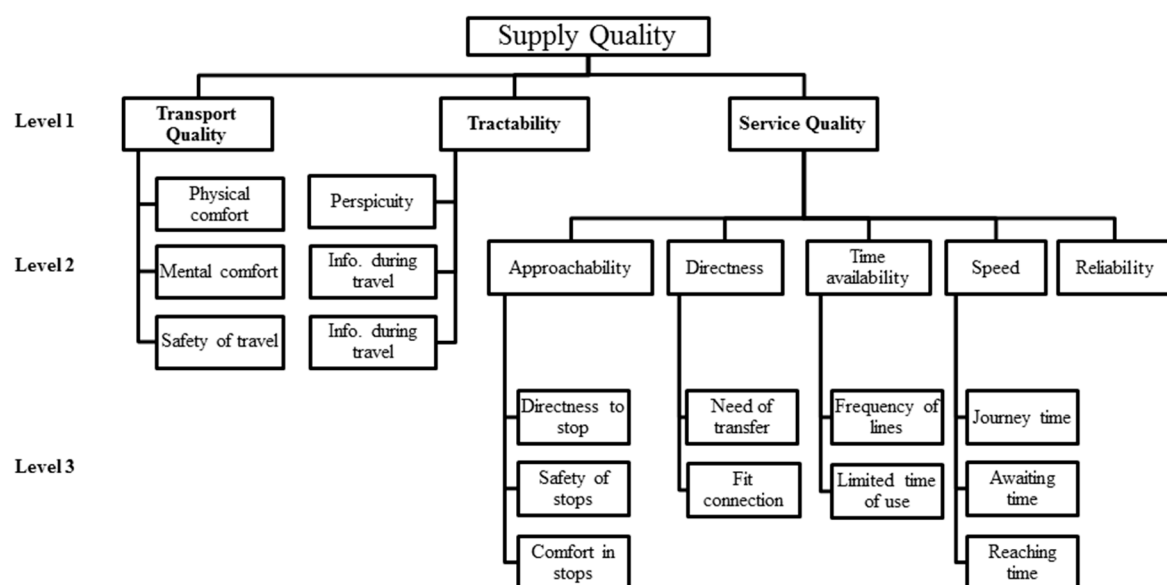 Supply Quality
Level 1
Transport
Quality
Tractability
Service Quality
Physical
comfort
Perspicuity
Level 2
Mental comfort
Info. during
travel
Approachability
Directness
Time
availability
Speed
Reliability
Safety of travel
Info. during
travel
Level 3
Directness to
stop
Need of
transfer
Frequency of
lines
Journey time
Safety of
stops
Fit
connection
Limited time
of use
Awaiting
time
Comfort in
stops
Reaching
time